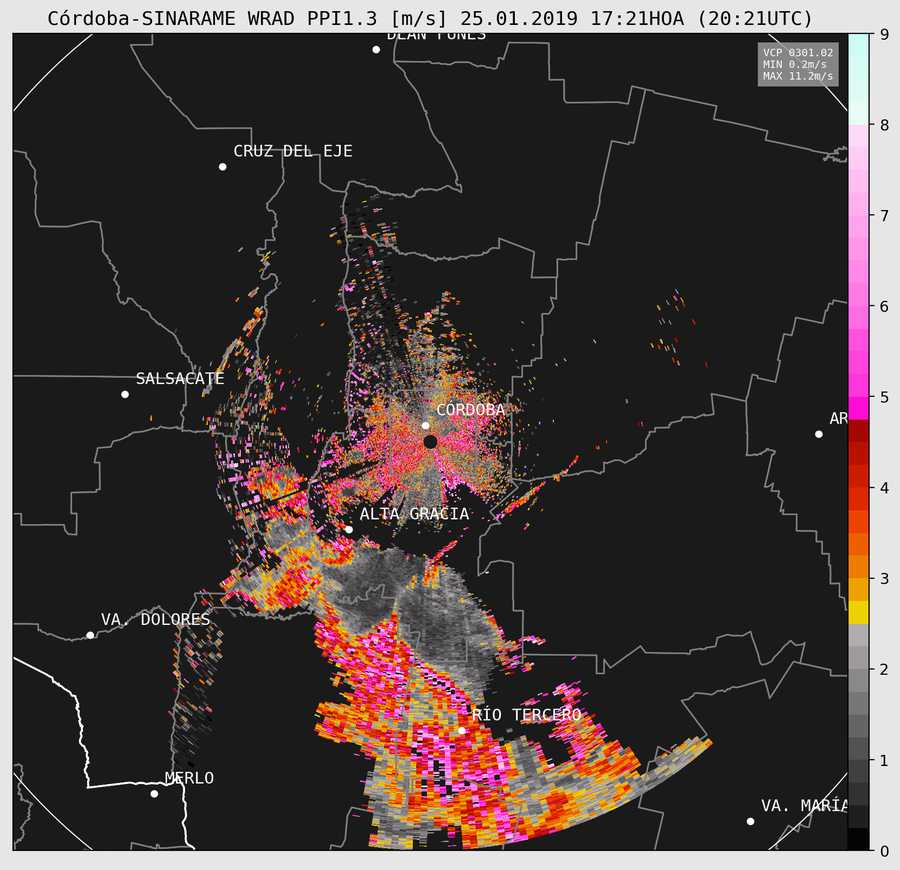 Córdoba-SINARAME WRAD PPI1.3 [m/s] 25.01.2019 17:21HOA (20:21UTC)
DEAN FUNES
VCP 0301.02
MIN 0.2m/s
MAX 11.2m/s
CRUZ DEL EJE
SALSACATE
CÓRDOBA
AR
ALTA GRACIA
VA. DOLORES
RÍO TERCERO
MERLO
VA. MARÍA
9
8
7
6
5
4
3
2
1
0